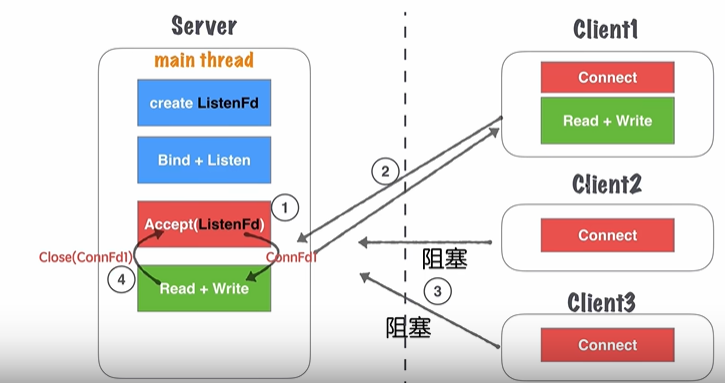 Server
main thread
create ListenFd
Bind + Listen
Accept(ListenFd)
1
Close(ConnFd1)
ConnFd1
4
Read + Write
2
阻塞
3
阻塞
Client1
Connect
Read + Write
Client2
Connect
Client3
Connect